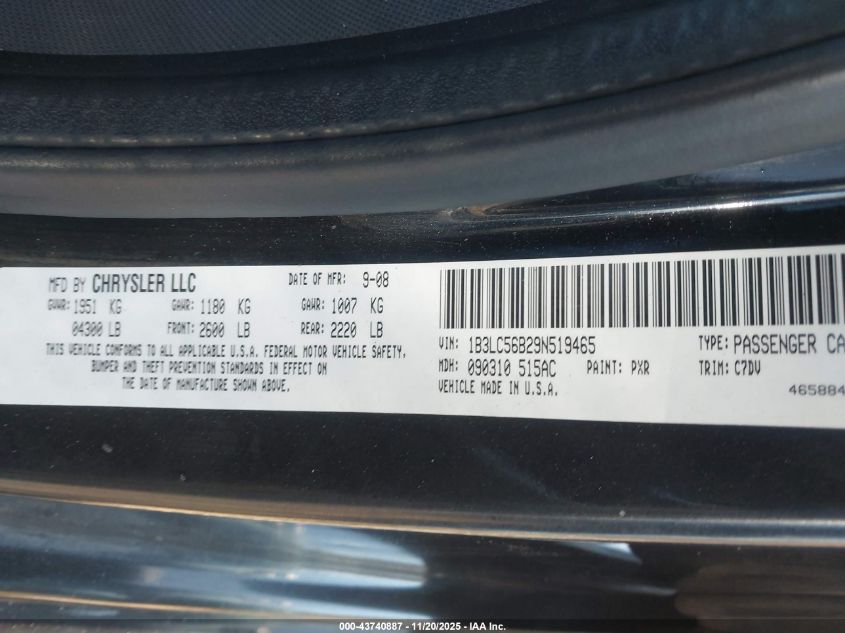 MFD BY CHRYSLER LLC DATE OF MFR: 9-08
GVWR: 1951 KG GAWR: 1180 KG GAWR: 1007 KG
04300 LB FRONT: 2600 LB REAR: 2220 LB
THIS VEHICLE CONFORMS TO ALL APPLICABLE U.S.A. FEDERAL MOTOR VEHICLE SAFETY,
BUMPER AND THEFT PREVENTION STANDARDS IN EFFECT ON
THE DATE OF MANUFACTURE SHOWN ABOVE.
VIN: 1B3LC56B29N519465 TYPE: PASSENGER CA
MDH: 090310 515AC PAINT: PXR TRIM: C7DV
VEHICLE MADE IN U.S.A. 465884
000-43740887 - 11/20/2025 - IAA Inc.